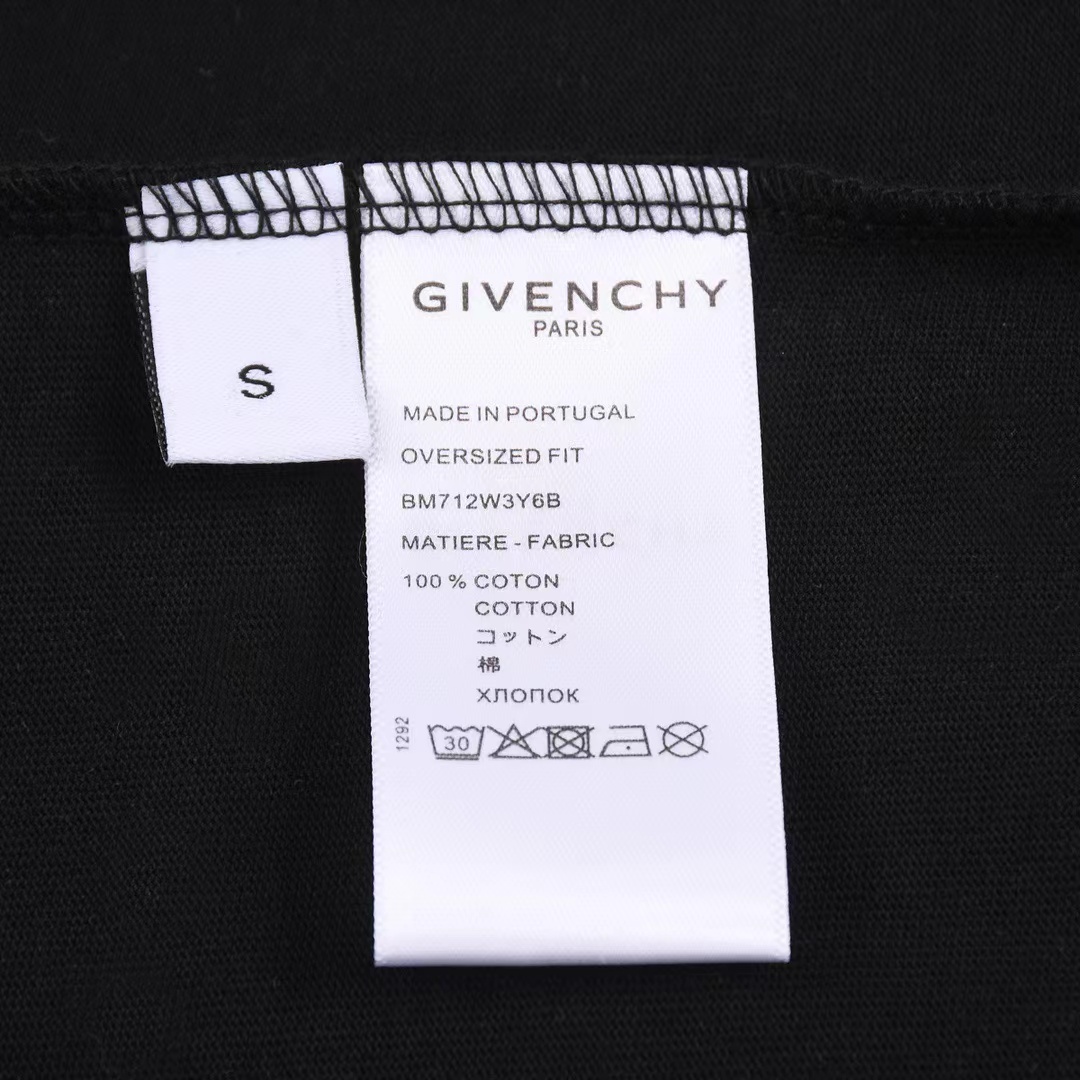 S
GIVENCHY
PARIS
MADE IN PORTUGAL
OVERSIZED FIT
BM712W3Y6B
MATIERE - FABRIC
100 % COTON
COTTON
コットン
棉
ХЛОПОК
1292
30